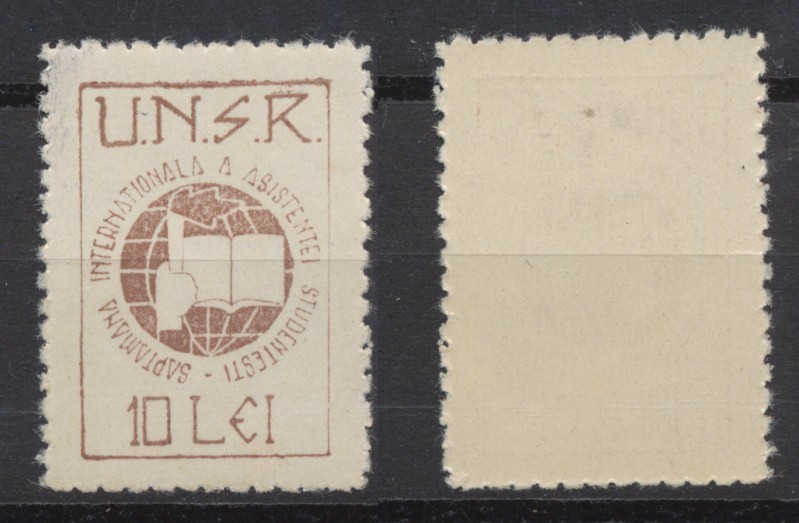 U.N.S.R.
SAPTAMANA INTERNATIONALA A ASISTENTEI STUDENTESTI -
10 LEI